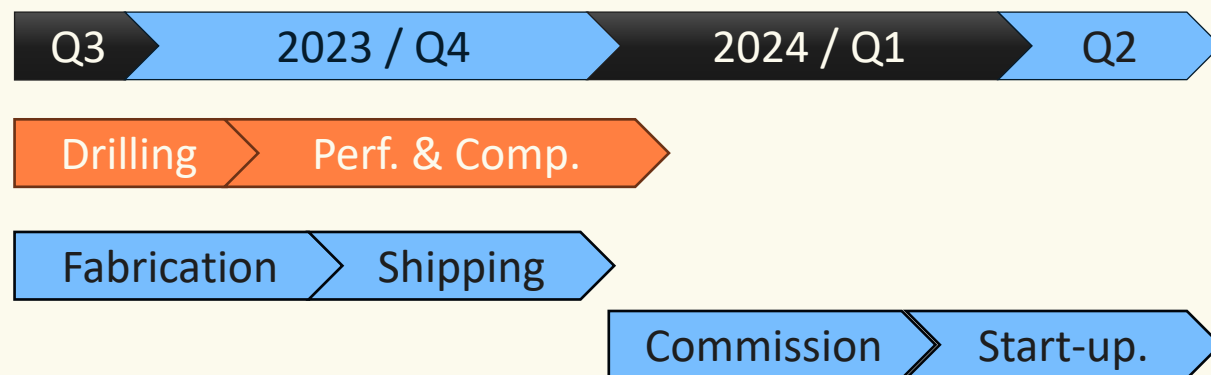 Q3 2023 / Q4 2024 / Q1 Q2
Drilling Perf. & Comp.
Fabrication Shipping
Commission Start-up.